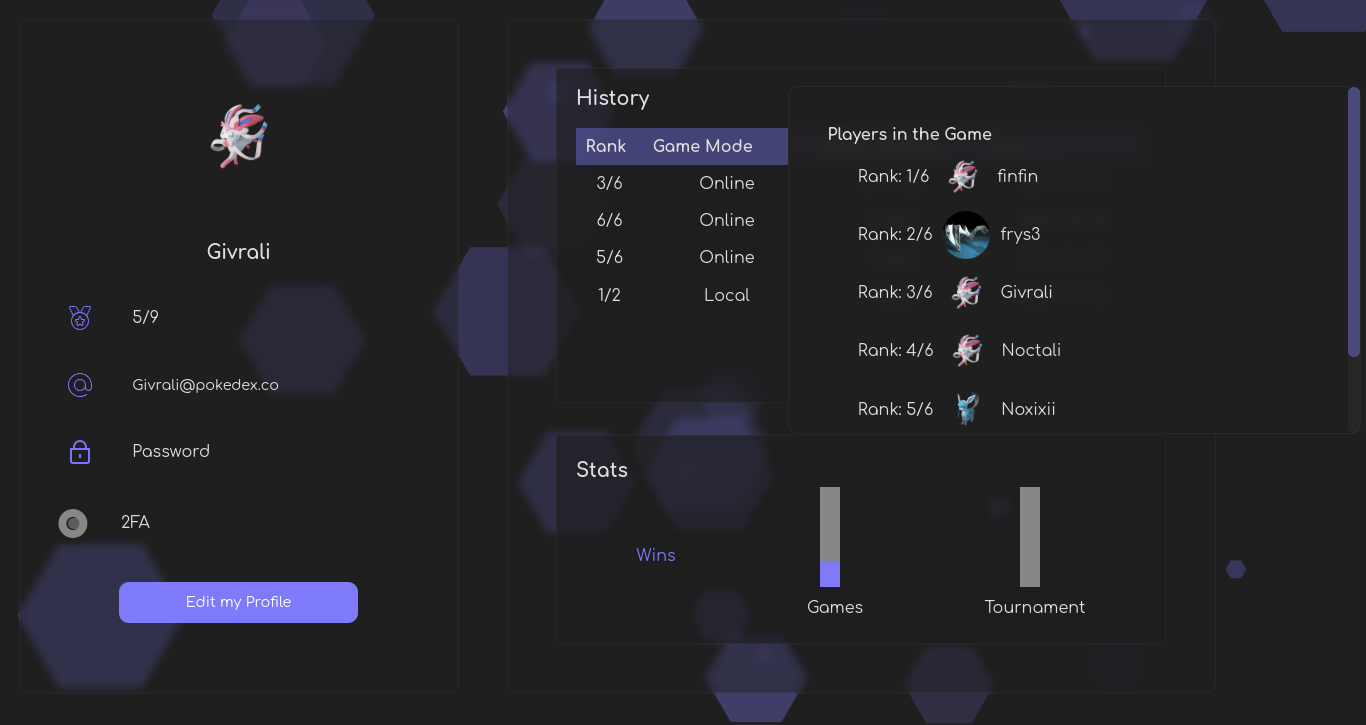 Givrali
5/9
Givrali@pokedex.co
Password
2FA
Edit my Profile
History
Rank Game Mode
3/6 Online
6/6 Online
5/6 Online
1/2 Local
Players in the Game
Rank: 1/6 finfin
Rank: 2/6 frys3
Rank: 3/6 Givrali
Rank: 4/6 Noctali
Rank: 5/6 Noxixii
Stats
Wins
Games
Tournament